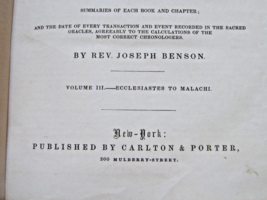 SUMMARIES OF EACH BOOK AND CHAPTER;
AND THE DATE OF EVERY TRANSACTION AND EVENT RECORDED IN THE SACRED
ORACLES, AGREEABLY TO THE CALCULATIONS OF THE
MOST CORRECT CHRONOLOGERS.
BY REV. JOSEPH BENSON.
VOLUME III.—ECCLESIASTES TO MALACHI.
New-York:
PUBLISHED BY CARLTON & PORTER,
200 MULBERRY-STREET.